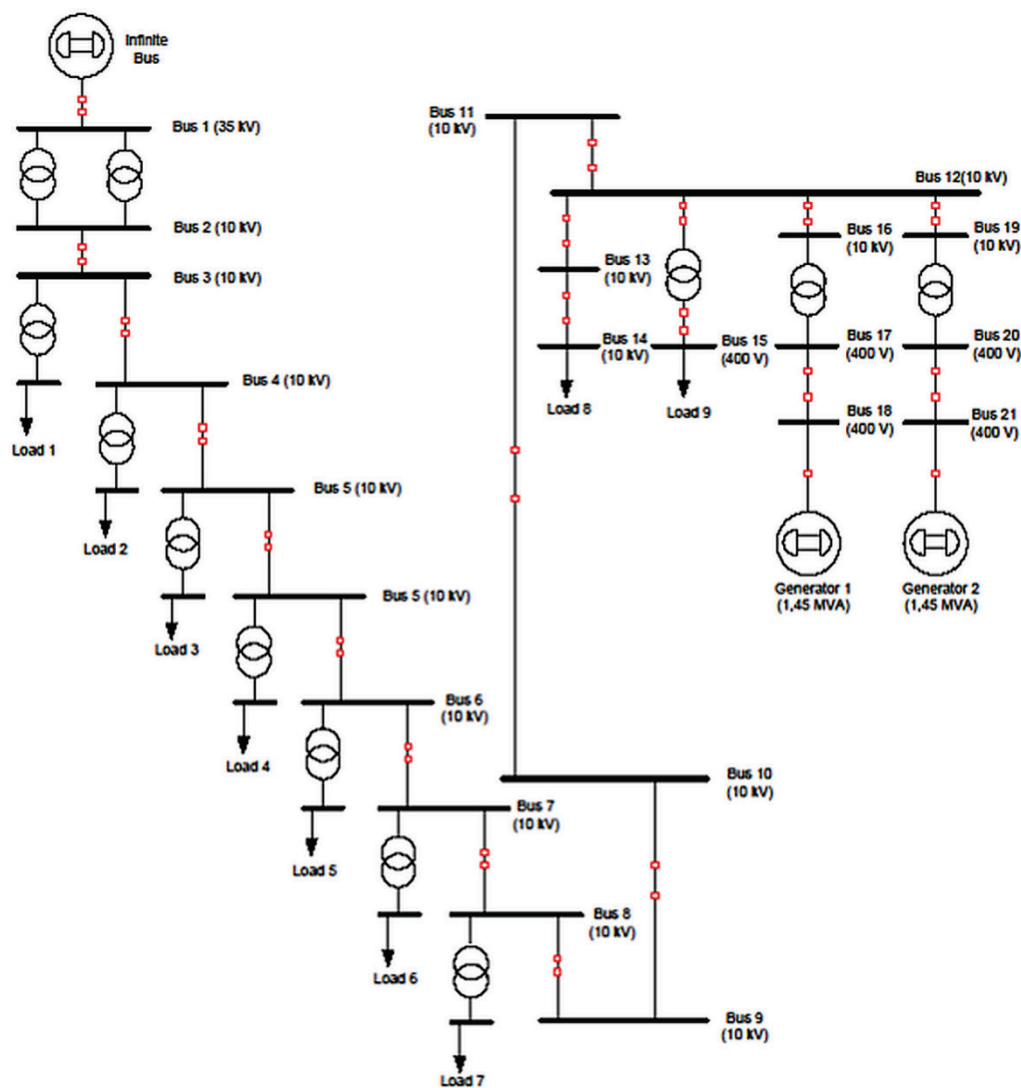 Infinite
Bus
Bus 1 (35 kV)
Bus 2 (10 kV)
Bus 3 (10 kV)
Load 1
Bus 4 (10 kV)
Load 2
Bus 5 (10 kV)
Load 3
Bus 5 (10 kV)
Load 4
Bus 6
(10 kV)
Load 5
Bus 7
(10 kV)
Load 6
Bus 8
(10 kV)
Load 7
Bus 9
(10 kV)
Bus 10
(10 kV)
Bus 11
(10 kV)
Bus 12(10 kV)
Bus 13
(10 kV)
Bus 14
(10 kV)
Load 8
Bus 15
(400 V)
Load 9
Bus 16
(10 kV)
Bus 17
(400 V)
Bus 18
(400 V)
Generator 1
(1,45 MVA)
Bus 19
(10 kV)
Bus 20
(400 V)
Bus 21
(400 V)
Generator 2
(1,45 MVA)